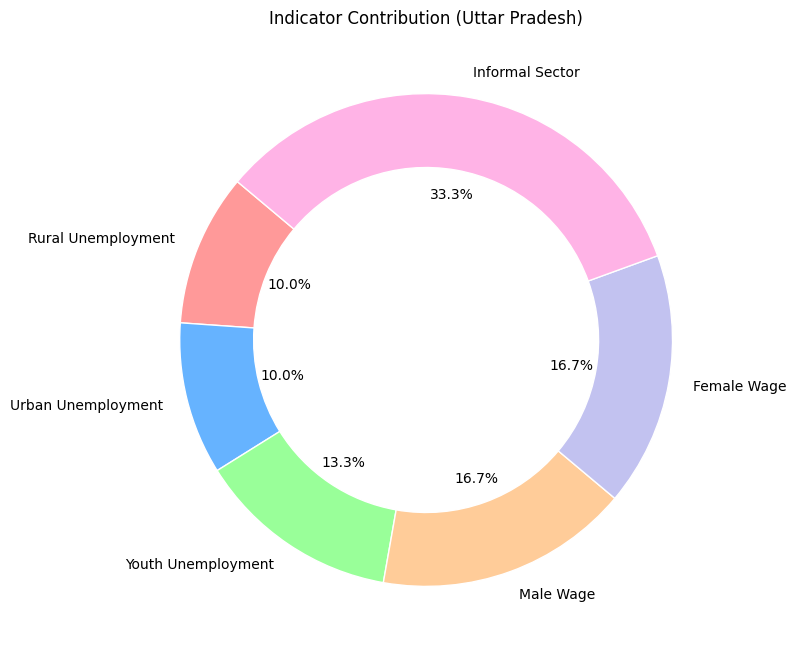 Indicator Contribution (Uttar Pradesh)
Informal Sector
33.3%
Rural Unemployment
10.0%
Urban Unemployment
10.0%
Youth Unemployment
13.3%
Male Wage
16.7%
Female Wage
16.7%